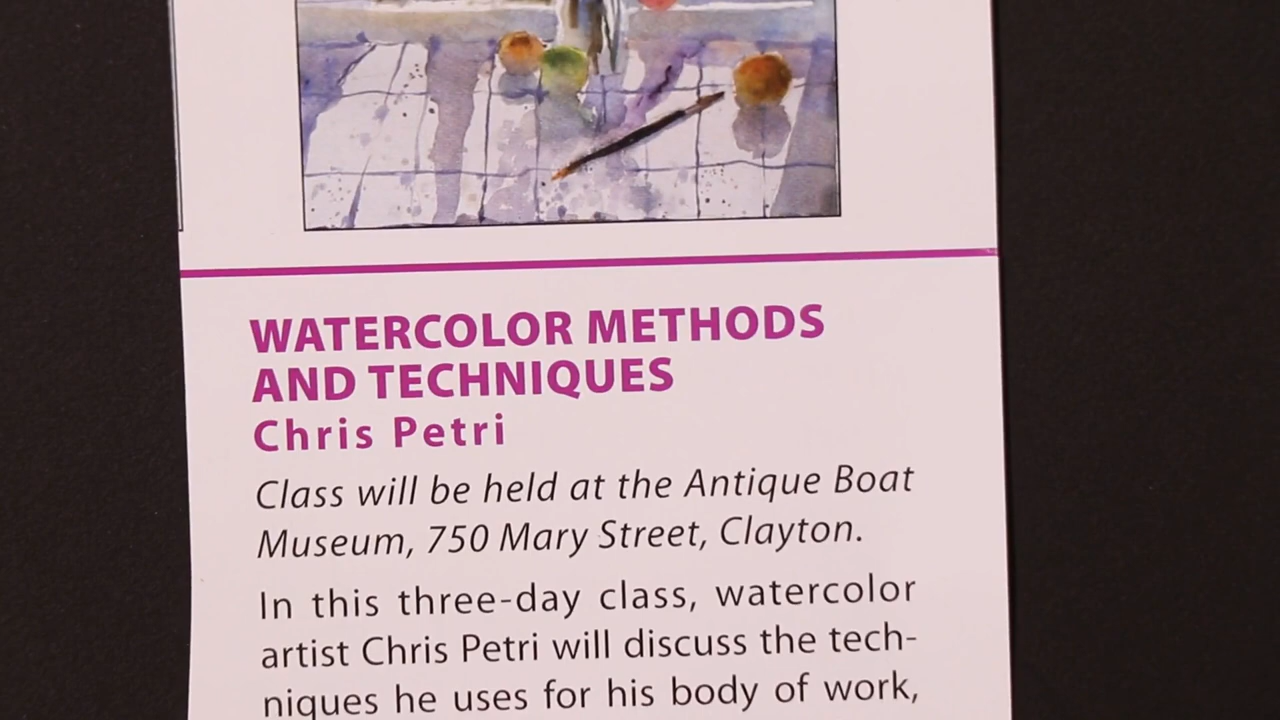 WATERCOLOR METHODS
AND TECHNIQUES
Chris Petri
Class will be held at the Antique Boat
Museum, 750 Mary Street, Clayton.
In this three-day class, watercolor
artist Chris Petri will discuss the tech-
niques he uses for his body of work,